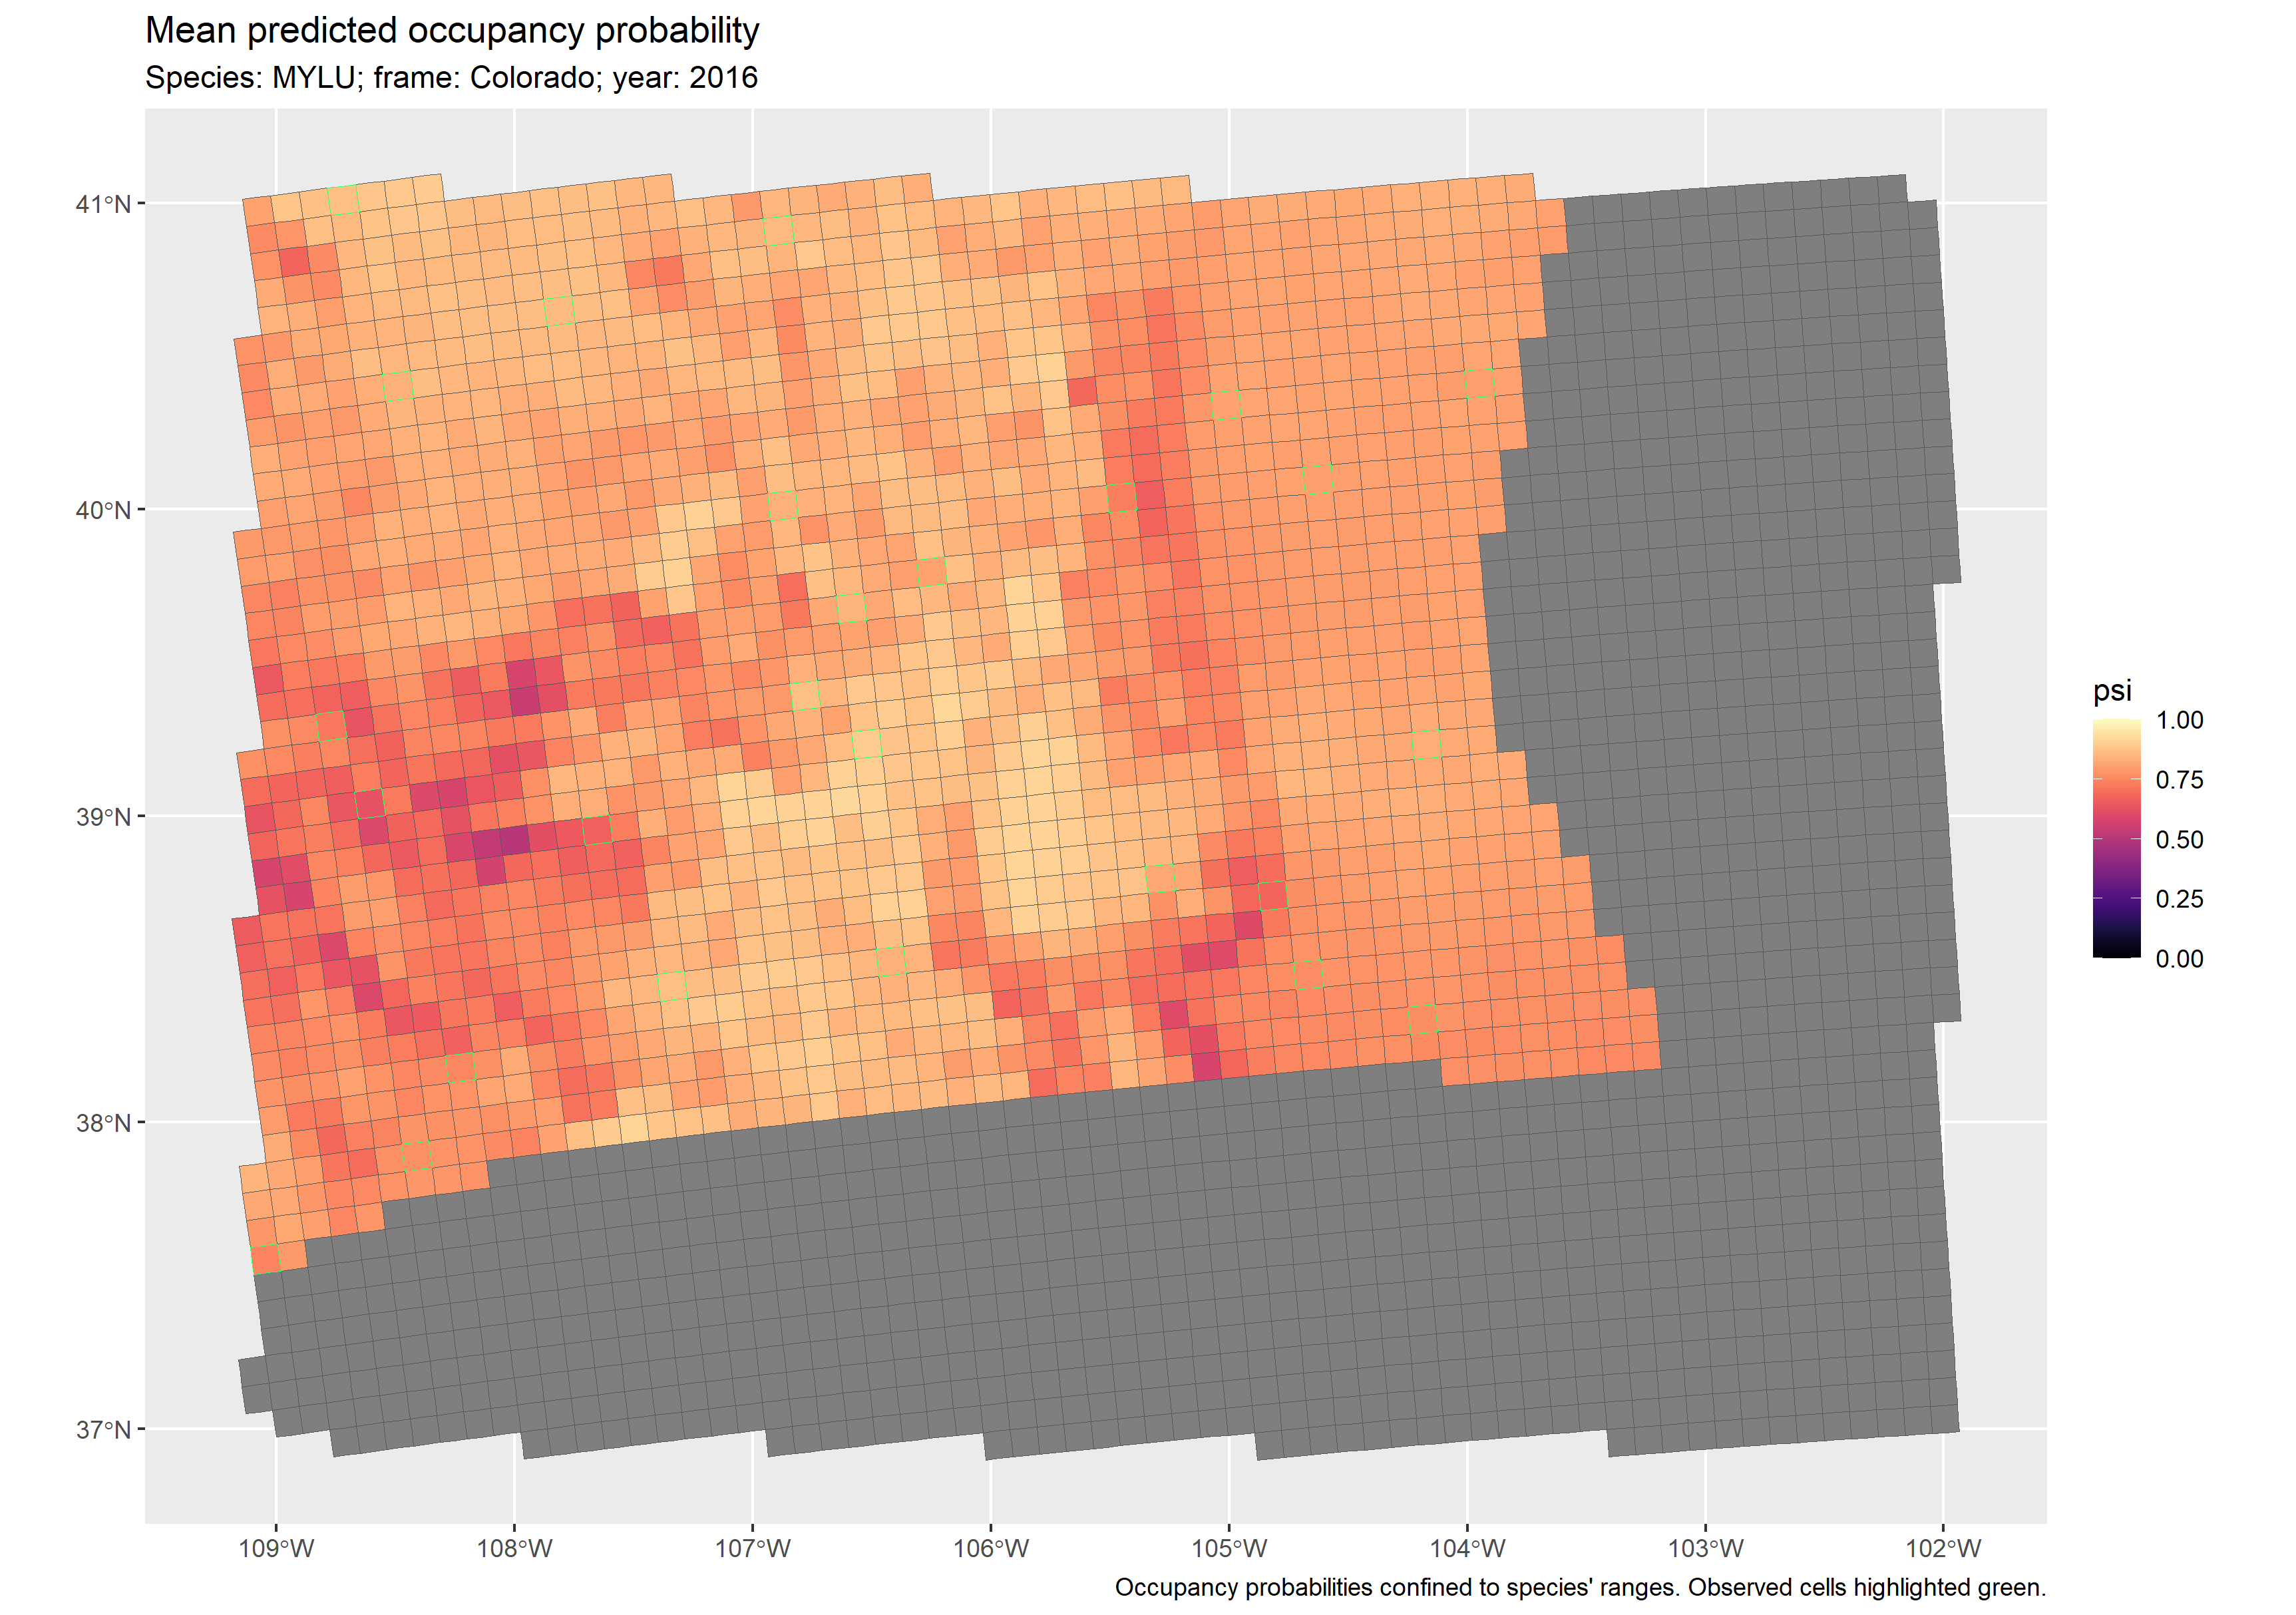 Mean predicted occupancy probability
Species: MYLU; frame: Colorado; year: 2016
41°N
40°N
39°N
38°N
37°N
109°W 108°W 107°W 106°W 105°W 104°W 103°W 102°W
psi
1.00
0.75
0.50
0.25
0.00
Occupancy probabilities confined to species' ranges. Observed cells highlighted green.